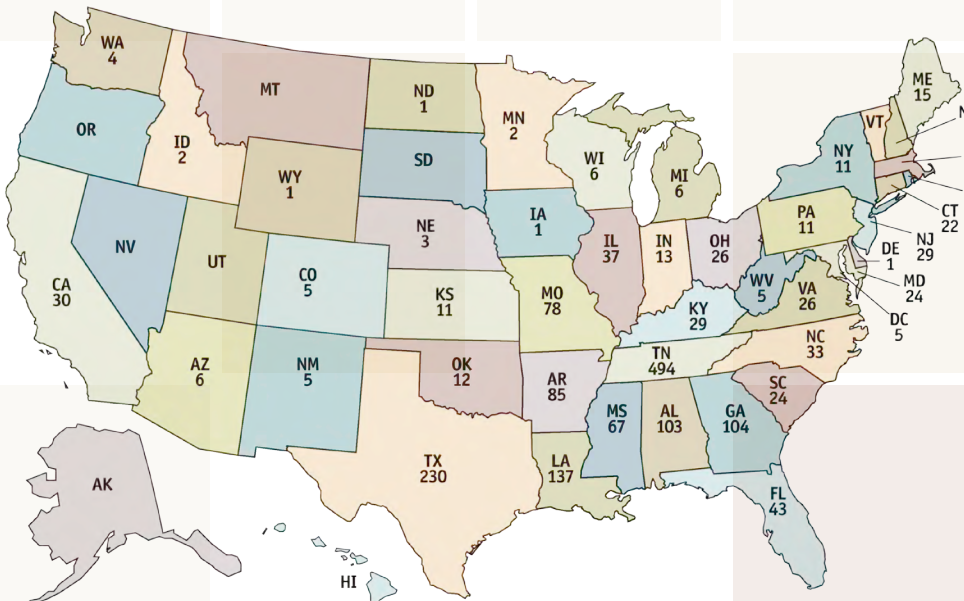 WA
4
MT
ND
1
MN
2
ME
15
VT
N
OR
ID
2
SD
WI
6
MI
6
NY
11
WY
1
CT
22
NV
UT
NE
3
IA
1
IL
37
IN
13
OH
26
PA
11
NJ
29
DE
1
MD
24
DC
5
CA
30
CO
5
KS
11
MO
78
KY
29
WV
5
VA
26
AZ
6
NM
5
OK
12
AR
85
TN
494
NC
33
SC
24
MS
67
AL
103
GA
104
TX
230
LA
137
FL
43
AK
HI